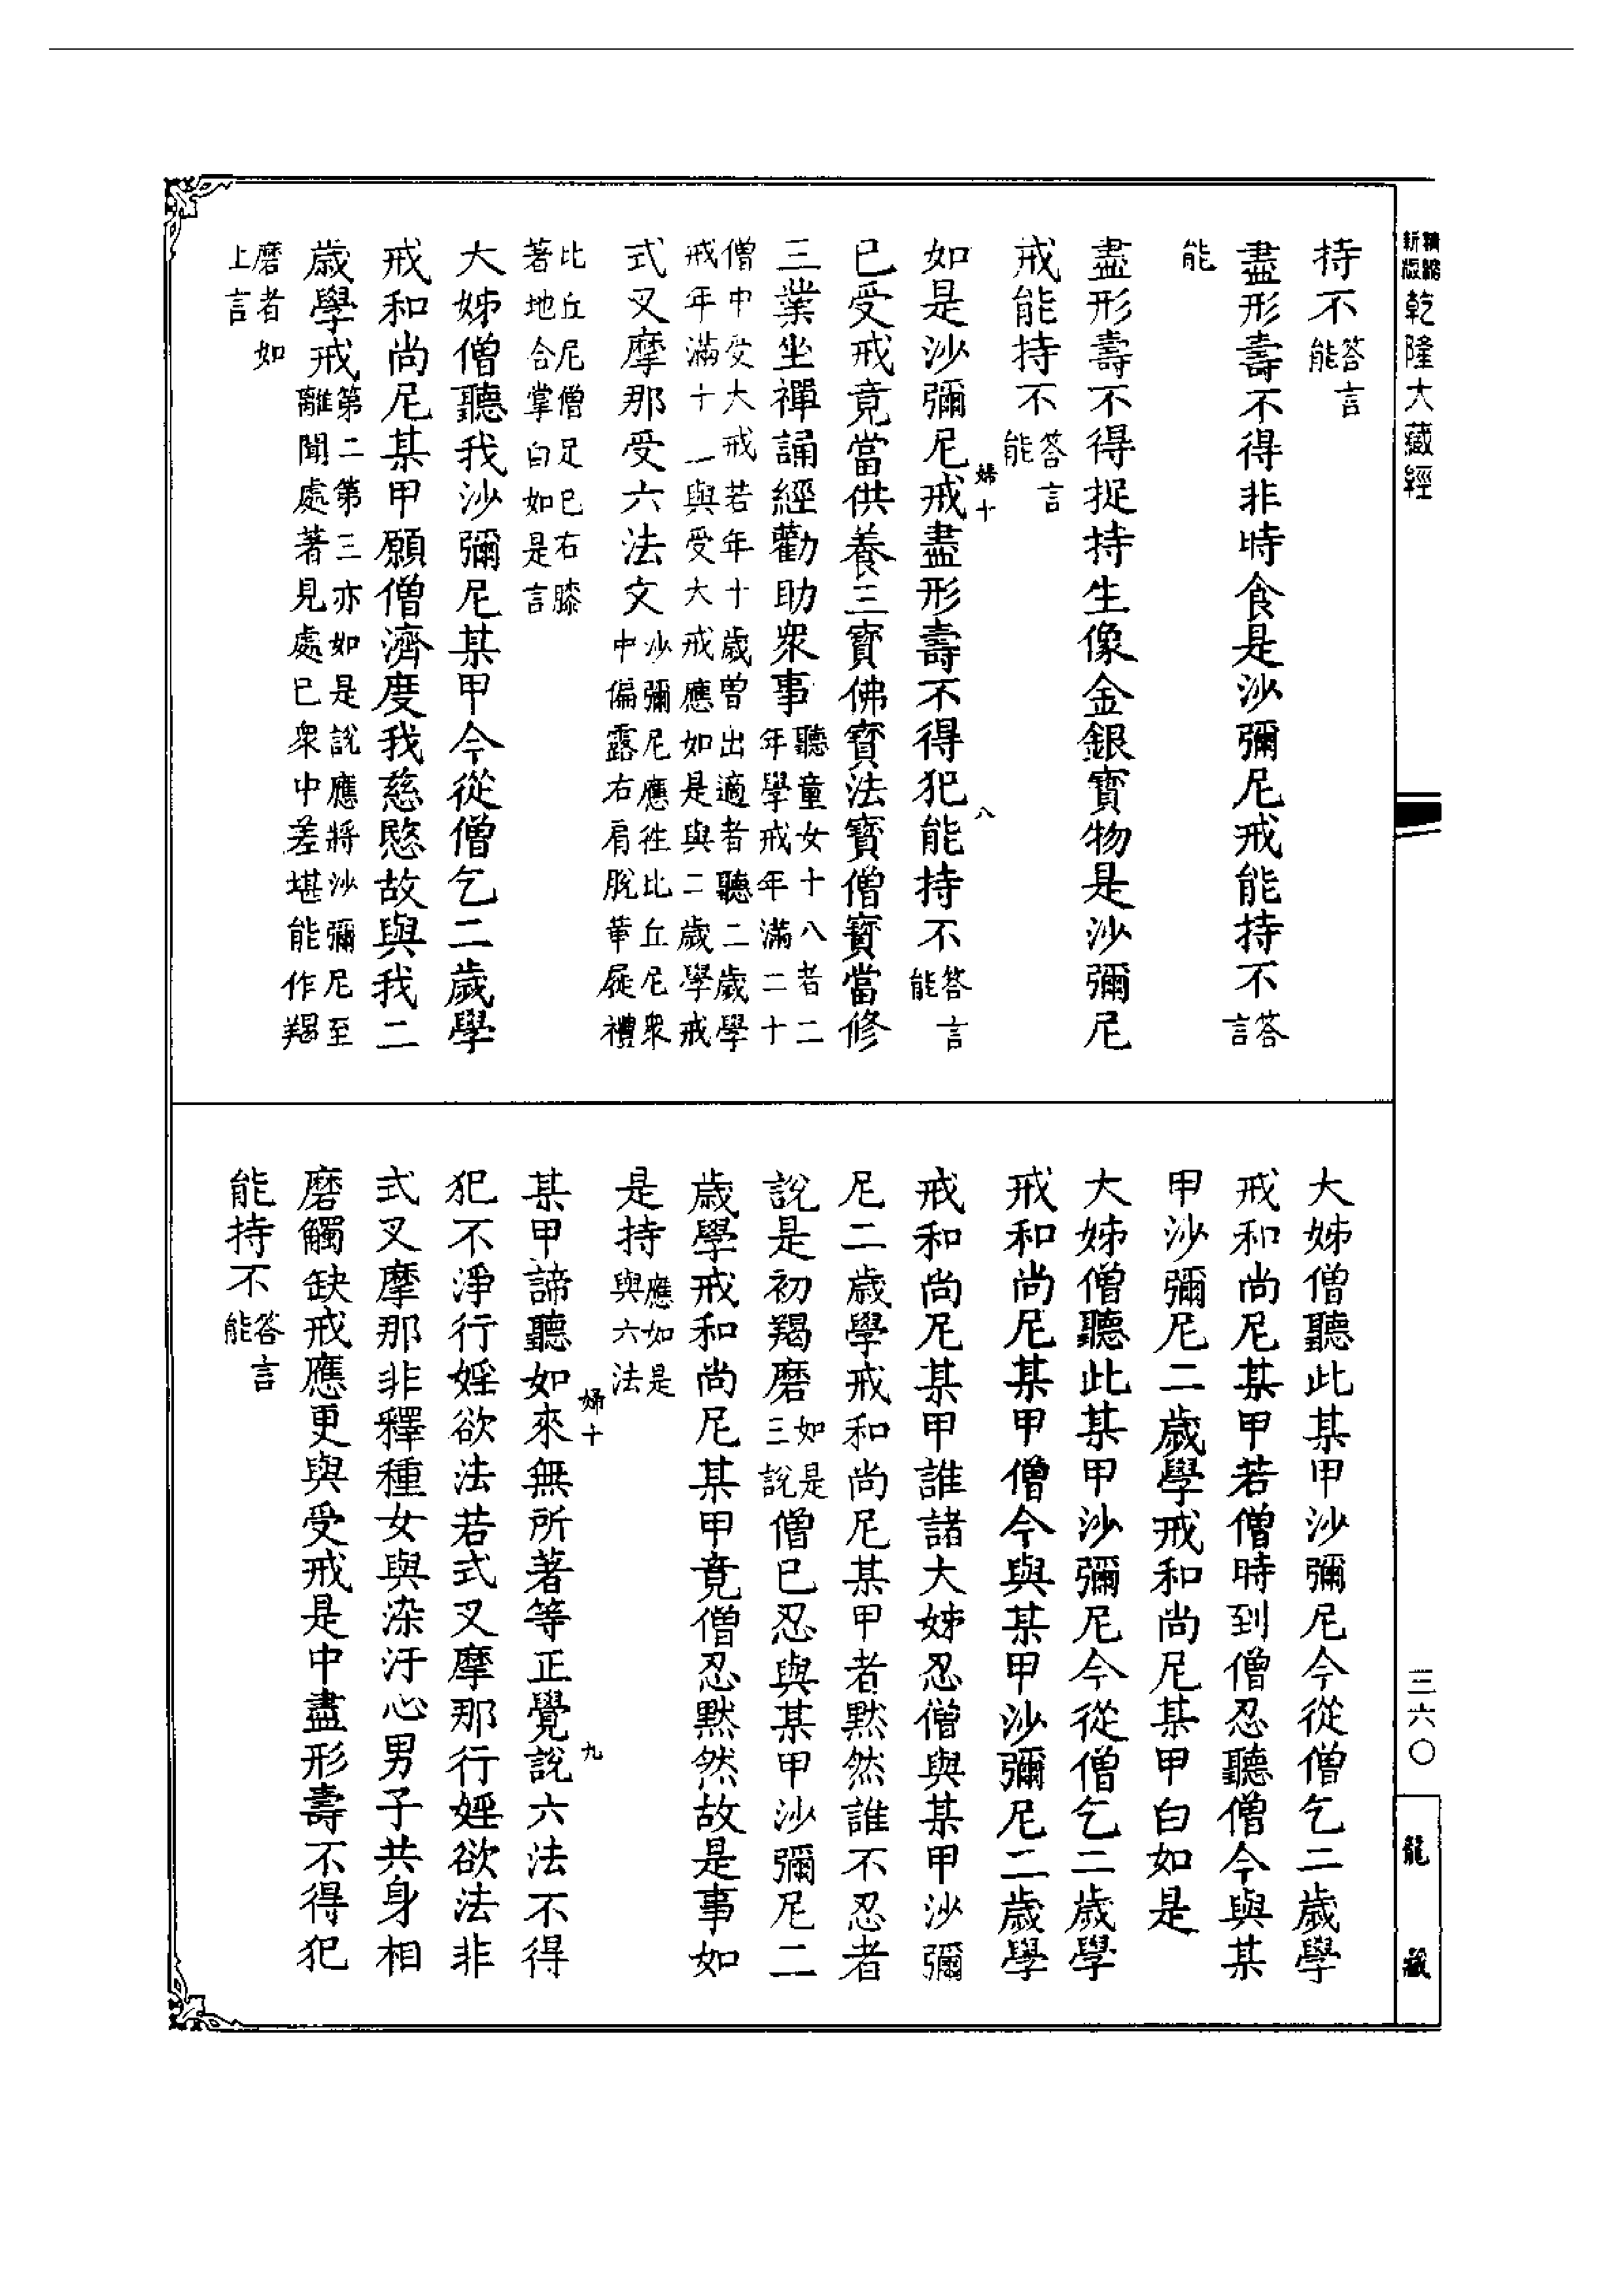 精縮新版乾隆大藏經
持不答言能
盡形壽不得非時食是沙彌尼戒能持不答言
能
盡形壽不得捉持生像金銀寶物是沙彌尼
戒能持不答言能
婦十
八
如是沙彌尼戒盡形壽不得犯能持不答言能
已受戒竟當供養三寶佛寶法寶僧寶當修
三業坐禪誦經勸助眾事聽童女十八者二年學戒年滿二十
僧中受大戒若年十歲曾出適者聽二歲學戒年滿十一與受大戒應如是與二歲學戒
式叉摩那受六法文沙彌尼應往比丘尼眾中偏露右肩脫革屣禮
比丘尼僧足已右膝著地合掌白如是言
大姊僧聽我沙彌尼某甲今從僧乞二歲學
戒和尚尼某甲願僧濟度我慈愍故與我二
歲學戒第二第三亦如是說應將沙彌尼至離聞處著見處已眾中差堪能作羯
磨者如上言
大姊僧聽此某甲沙彌尼今從僧乞二歲學
戒和尚尼某甲若僧時到僧忍聽僧今與某
甲沙彌尼二歲學戒和尚尼某甲白如是
大姊僧聽此某甲沙彌尼今從僧乞二歲學
戒和尚尼某甲僧今與某甲沙彌尼二歲學
戒和尚尼某甲誰諸大姊忍僧與某甲沙彌
尼二歲學戒和尚尼某甲者默然誰不忍者
說是初羯磨如是三說僧已忍與某甲沙彌尼二
歲學戒和尚尼某甲竟僧忍默然故是事如
是持應如是與六法
婦十
九
某甲諦聽如來無所著等正覺說六法不得
犯不淨行婬欲法若式叉摩那行婬欲法非
式叉摩那非釋種女與染汙心男子共身相
磨觸缺戒應更與受戒是中盡形壽不得犯
能持不答言能
三六〇
龍藏